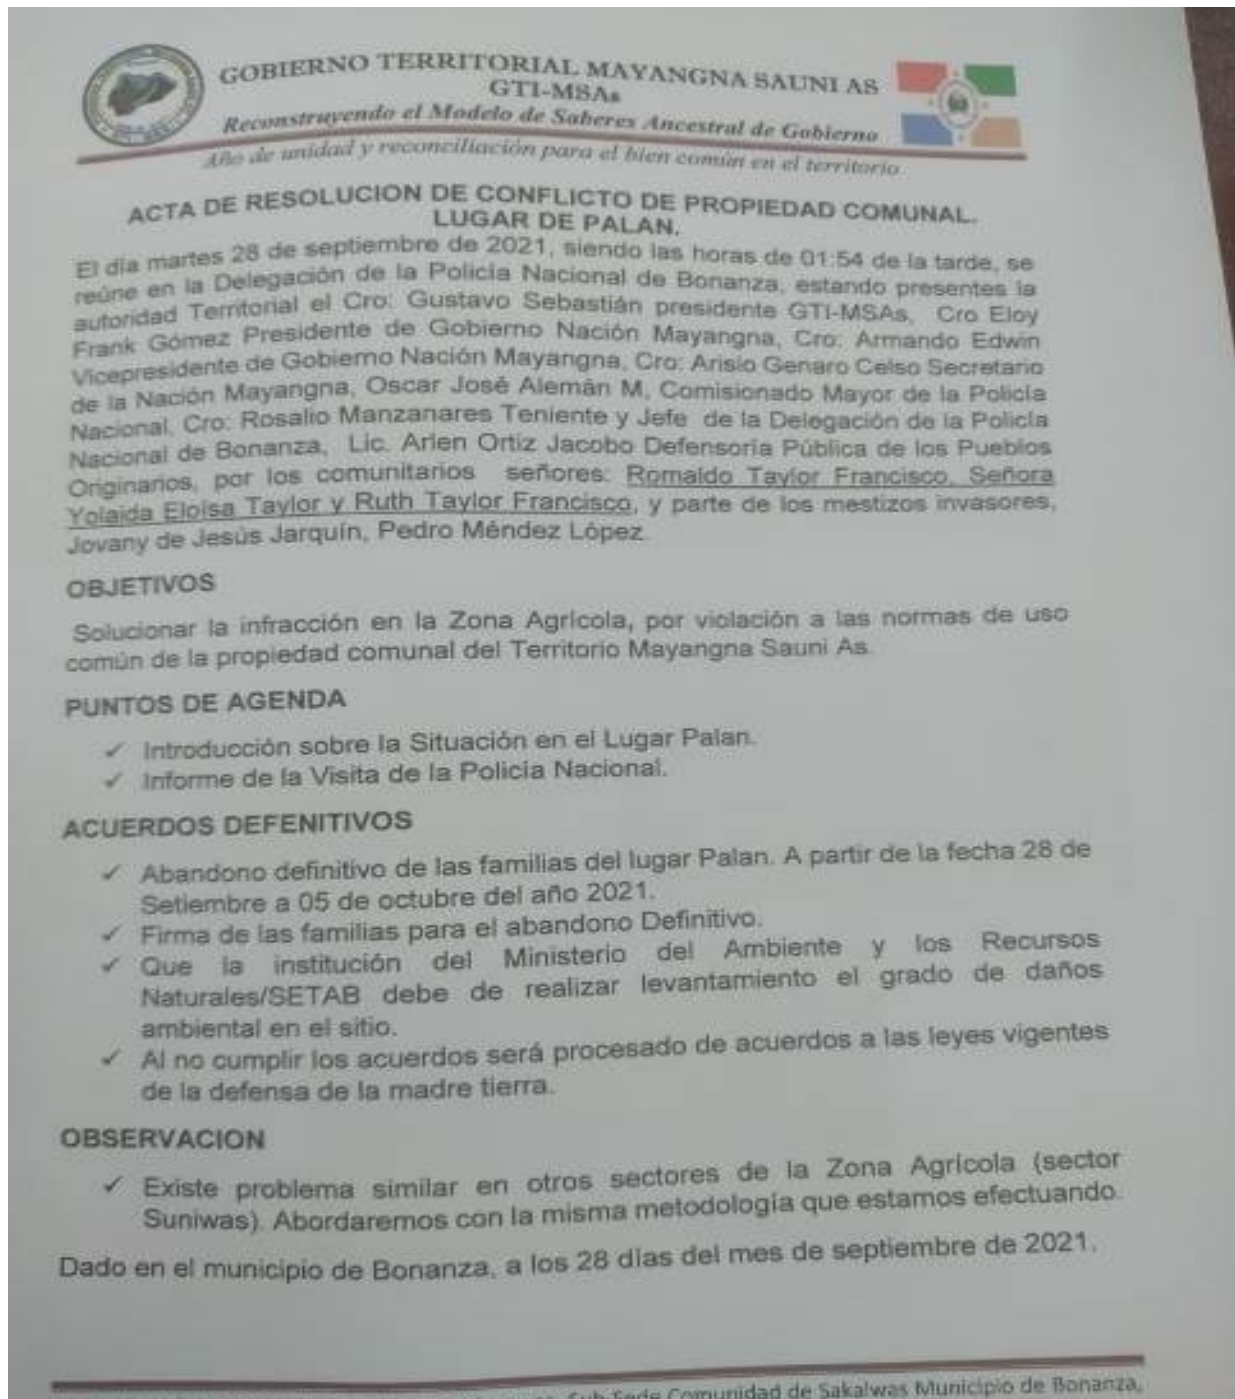 GOBIERNO TERRITORIAL MAYANGNA SAUNI AS
GTI-MSAs
Reconstruyendo el Modelo de Saberes Ancestral de Gobierno
Año de unidad y reconciliación para el bien común en el territorio
ACTA DE RESOLUCION DE CONFLICTO DE PROPIEDAD COMUNAL.
LUGAR DE PALAN.
El día martes 28 de septiembre de 2021, siendo las horas de 01:54 de la tarde, se
reúne en la Delegación de la Policía Nacional de Bonanza, estando presentes la
autoridad Territorial el Cro: Gustavo Sebastián presidente GTI-MSAs, Cro Eloy
Frank Gómez Presidente de Gobierno Nación Mayangna, Cro: Armando Edwin
Vicepresidente de Gobierno Nación Mayangna, Cro: Arisio Genaro Celso Secretario
de la Nación Mayangna, Oscar José Alemán M, Comisionado Mayor de la Policía
Nacional, Cro: Rosalio Manzanares Teniente y Jefe de la Delegación de la Policía
Nacional de Bonanza, Lic. Arlen Ortiz Jacobo Defensoría Pública de los Pueblos
Originarios, por los comunitarios señores: Romaldo Taylor Francisco, Señora
Yolaida Eloísa Taylor y Ruth Taylor Francisco, y parte de los mestizos invasores,
Jovany de Jesús Jarquín, Pedro Méndez López.
OBJETIVOS
Solucionar la infracción en la Zona Agrícola, por violación a las normas de uso
común de la propiedad comunal del Territorio Mayangna Sauni As.
PUNTOS DE AGENDA
✓ Introducción sobre la Situación en el Lugar Palan.
✓ Informe de la Visita de la Policía Nacional.
ACUERDOS DEFENITIVOS
✓ Abandono definitivo de las familias del lugar Palan. A partir de la fecha 28 de
Setiembre a 05 de octubre del año 2021.
✓ Firma de las familias para el abandono Definitivo.
✓ Que la institución del Ministerio del Ambiente y los Recursos
Naturales/SETAB debe de realizar levantamiento el grado de daños
ambiental en el sitio.
✓ Al no cumplir los acuerdos será procesado de acuerdos a las leyes vigentes
de la defensa de la madre tierra.
OBSERVACION
✓ Existe problema similar en otros sectores de la Zona Agrícola (sector
Suniwas). Abordaremos con la misma metodología que estamos efectuando.
Dado en el municipio de Bonanza, a los 28 días del mes de septiembre de 2021.
Sub Sede Comunidad de Sakalwas Municipio de Bonanza,